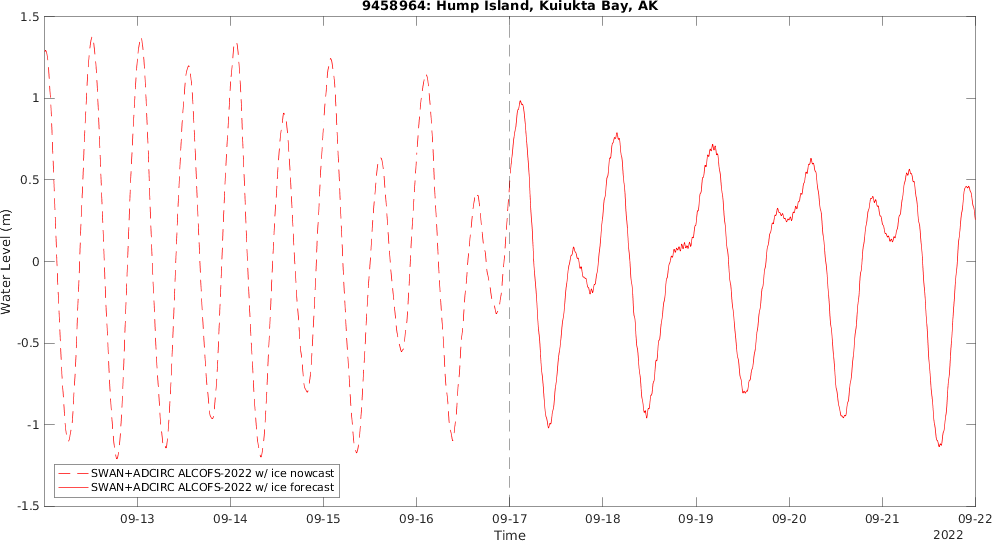 9458964: Hump Island, Kuiukta Bay, AK
1.5
1
0.5
0
-0.5
-1
-1.5
Water Level (m)
SWAN+ADCIRC ALCOFS-2022 w/ ice nowcast
SWAN+ADCIRC ALCOFS-2022 w/ ice forecast
09-13 09-14 09-15 09-16 09-17 09-18 09-19 09-20 09-21 09-22
Time
2022